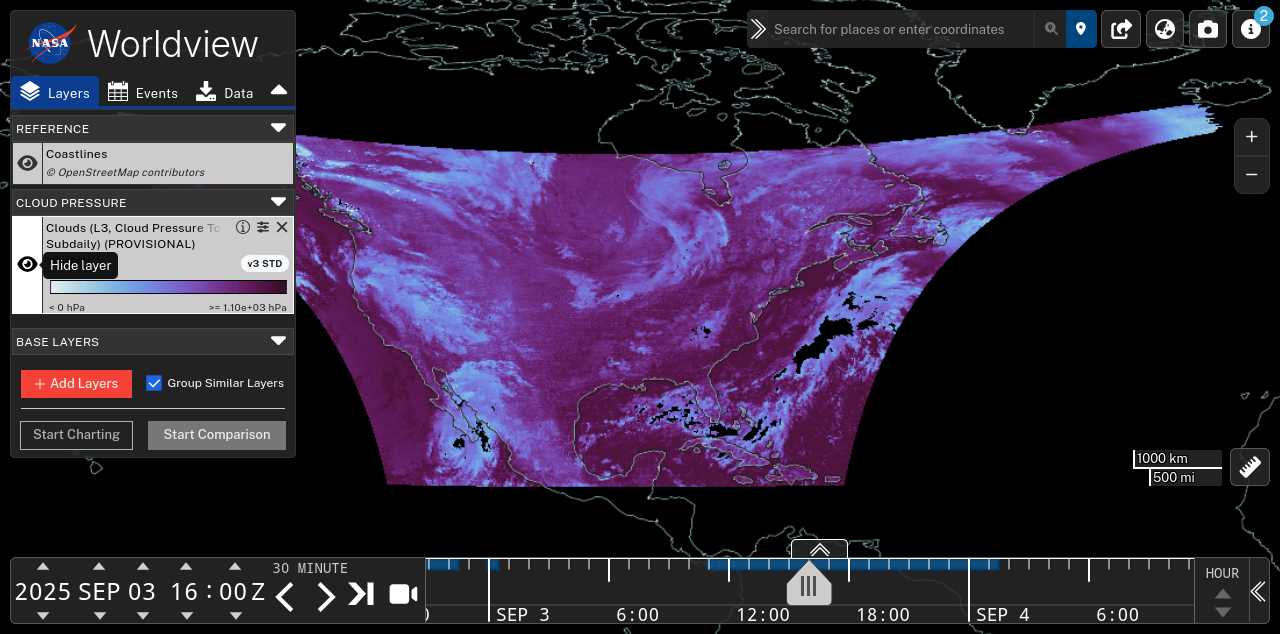 NASA Worldview
Search for places or enter coordinates
2
Layers
Events
Data
REFERENCE
Coastlines
© OpenStreetMap contributors
CLOUD PRESSURE
Clouds (L3, Cloud Pressure To
Subdaily) (PROVISIONAL)
Hide layer
v3 STD
< 0 hPa
>= 1.10e+03 hPa
BASE LAYERS
+ Add Layers
Group Similar Layers
Start Charting
Start Comparison
+
−
1000 km
500 mi
2025 SEP 03 16 : 00 Z
30 MINUTE
SEP 3
6:00
12:00
18:00
SEP 4
6:00
HOUR